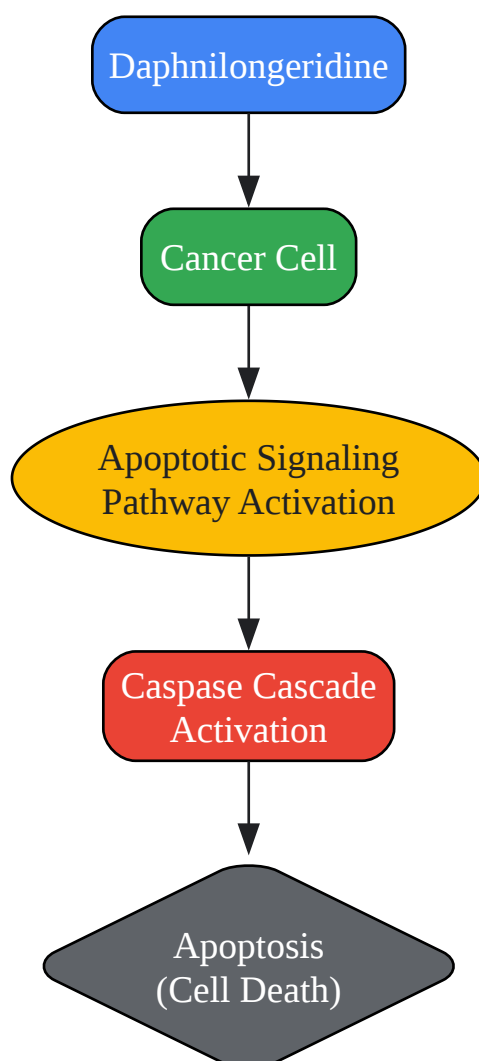 Daphnilongeridine
Cancer Cell
Apoptotic Signaling
Pathway Activation
Caspase Cascade
Activation
Apoptosis
(Cell Death)